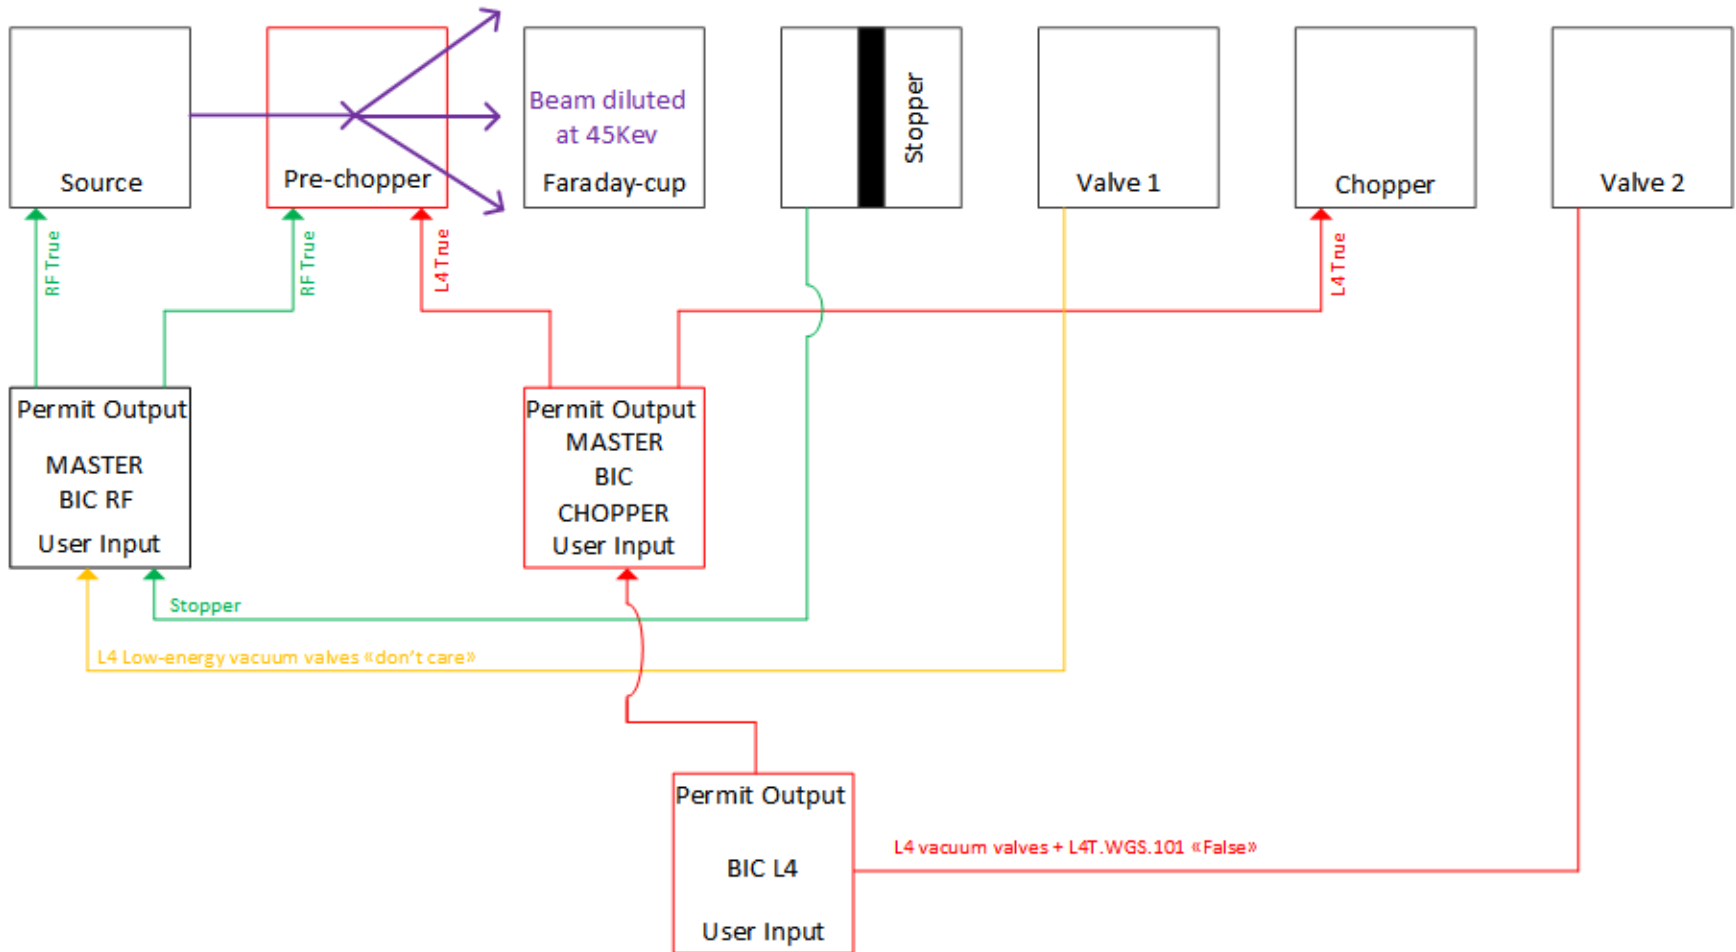 Beam diluted
at 45Kev
Source
Pre-chopper
Faraday-cup
Stopper
Valve 1
Chopper
Valve 2
RF True
RF True
L4 True
L4 True
Permit Output
MASTER
BIC RF
User Input
Permit Output
MASTER
BIC
CHOPPER
User Input
Stopper
L4 Low-energy vacuum valves «don't care»
Permit Output
BIC L4
User Input
L4 vacuum valves + L4T.WGS.101 «False»